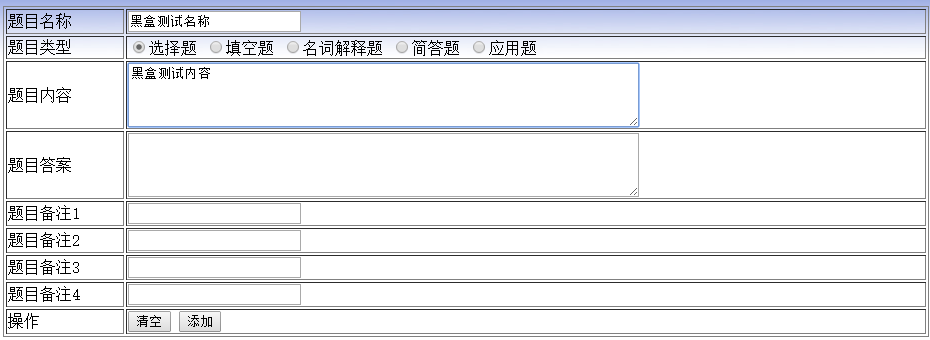 题目名称 黑盒测试名称
题目类型 选择题 填空题 名词解释题 简答题 应用题
题目内容 黑盒测试内容
题目答案
题目备注1
题目备注2
题目备注3
题目备注4
操作 清空 添加